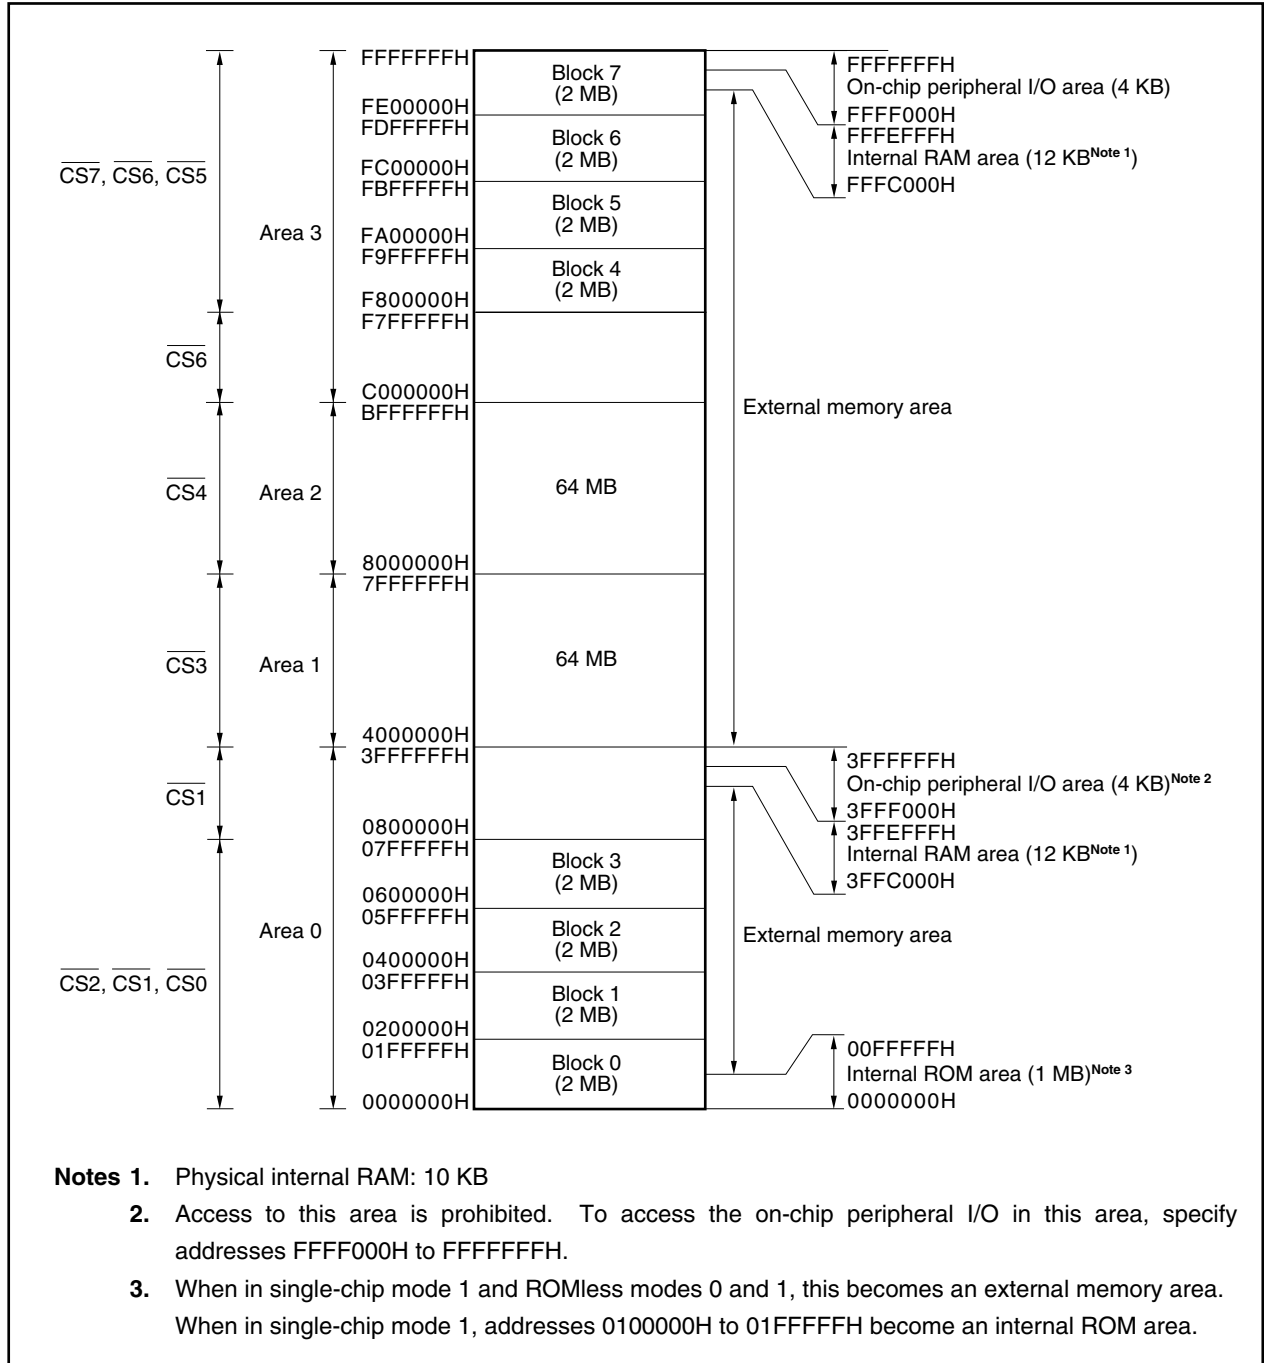 FFFFFFFH
Block 7
(2 MB)
FE00000H
FDFFFFFH
Block 6
(2 MB)
FC00000H
FBFFFFFH
Block 5
(2 MB)
FA00000H
F9FFFFFH
Block 4
(2 MB)
F800000H
F7FFFFFH
C000000H
BFFFFFFH
64 MB
8000000H
7FFFFFFH
64 MB
4000000H
3FFFFFFH
0800000H
07FFFFFH
Block 3
(2 MB)
0600000H
05FFFFFH
Block 2
(2 MB)
0400000H
03FFFFFH
Block 1
(2 MB)
0200000H
01FFFFFH
Block 0
(2 MB)
0000000H
CS7, CS6, CS5
CS6
CS4
CS3
CS1
CS2, CS1, CS0
Area 3
Area 2
Area 1
Area 0
FFFFFFFH
On-chip peripheral I/O area (4 KB)
FFFF000H
FFFEFFFH
Internal RAM area (12 KBNote 1)
FFFC000H
External memory area
3FFFFFFH
On-chip peripheral I/O area (4 KB)Note 2
3FFF000H
3FFEFFFH
Internal RAM area (12 KBNote 1)
3FFC000H
External memory area
00FFFFFH
Internal ROM area (1 MB)Note 3
0000000H
Notes 1. Physical internal RAM: 10 KB
2. Access to this area is prohibited. To access the on-chip peripheral I/O in this area, specify
addresses FFFF000H to FFFFFFFH.
3. When in single-chip mode 1 and ROMless modes 0 and 1, this becomes an external memory area.
When in single-chip mode 1, addresses 0100000H to 01FFFFFH become an internal ROM area.